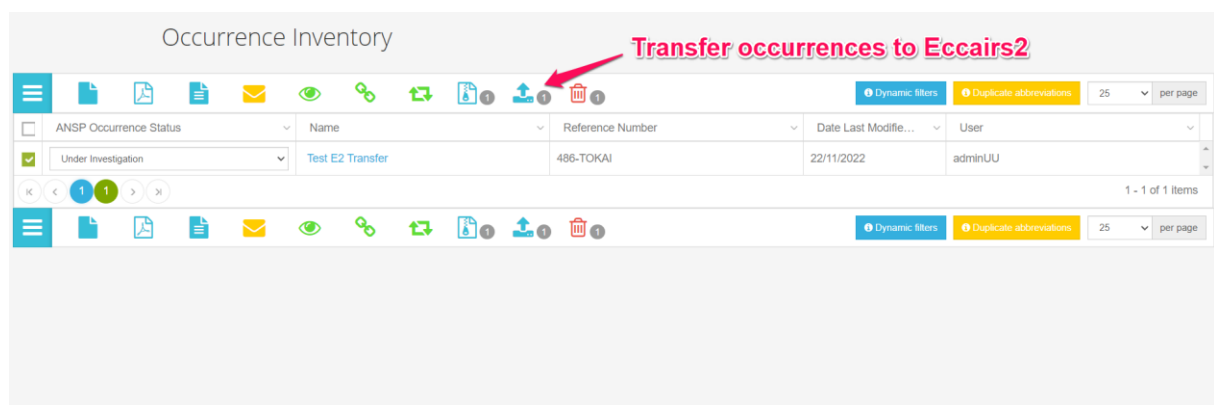 Occurrence Inventory
Transfer occurrences to Eccairs2
1 1 1 Dynamic filters Duplicate abbreviations 25 per page
ANSP Occurrence Status Name Reference Number Date Last Modifie... User
Under Investigation Test E2 Transfer 486-TOKAI 22/11/2022 adminUU
1 1 1 - 1 of 1 items
1 1 1 Dynamic filters Duplicate abbreviations 25 per page